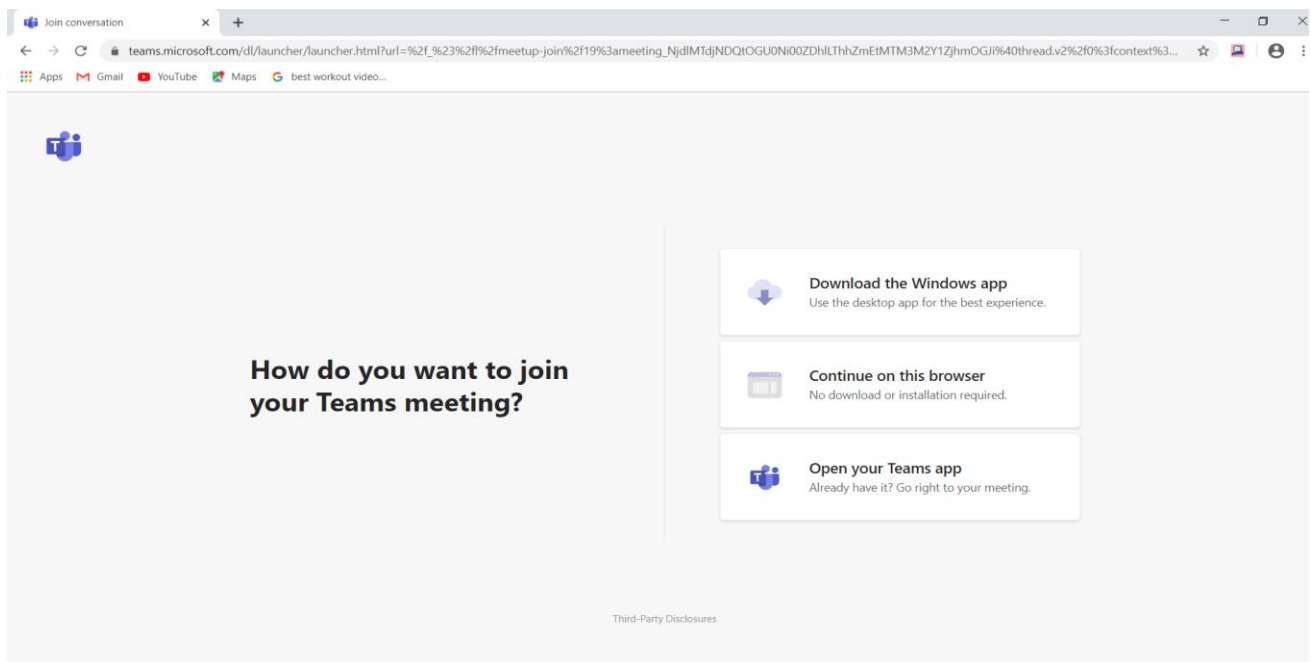 Join conversation
teams.microsoft.com/dl/launcher/launcher.html?url=%2f_%23%2fl%2fmeetup-join%2f19%3ameeting_NjdlMTdjNDQtOGU0Ni00ZDhlLThhZmEtMTM3M2Y1ZjhmOGJi%40thread.v2%2f0%3fcontext%3...
Apps Gmail YouTube Maps best workout video...
Download the Windows app
Use the desktop app for the best experience.
How do you want to join
your Teams meeting?
Continue on this browser
No download or installation required.
Open your Teams app
Already have it? Go right to your meeting.
Third-Party Disclosures